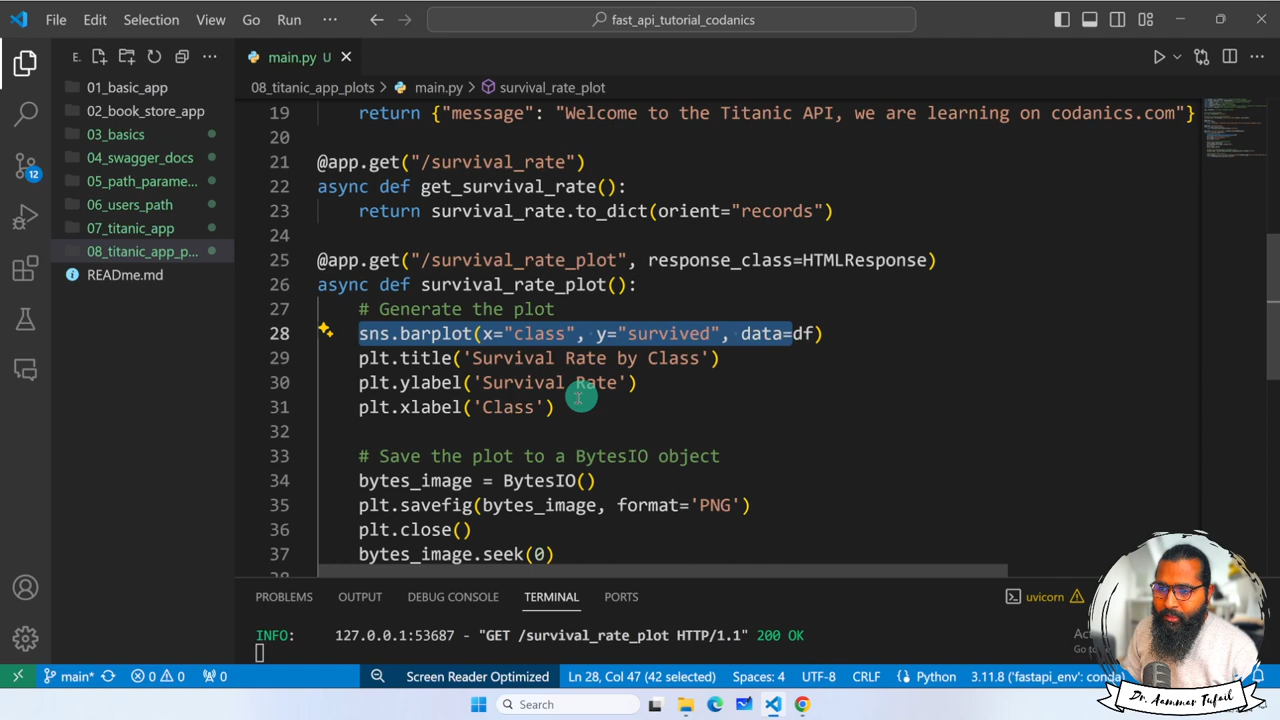 File Edit Selection View Go Run ··· fast_api_tutorial_codanics
E.
main.py U
01_basic_app
02_book_store_app
03_basics
04_swagger_docs
05_path_parame...
06_users_path
07_titanic_app
08_titanic_app_p...
READme.md
12
08_titanic_app_plots > main.py > survival_rate_plot
19 return {"message": "Welcome to the Titanic API, we are learning on codanics.com"}
20
21 @app.get("/survival_rate")
22 async def get_survival_rate():
23 return survival_rate.to_dict(orient="records")
24
25 @app.get("/survival_rate_plot", response_class=HTMLResponse)
26 async def survival_rate_plot():
27 # Generate the plot
28 sns.barplot(x="class", y="survived", data=df)
29 plt.title('Survival Rate by Class')
30 plt.ylabel('Survival Rate')
31 plt.xlabel('Class')
32
33 # Save the plot to a BytesIO object
34 bytes_image = BytesIO()
35 plt.savefig(bytes_image, format='PNG')
36 plt.close()
37 bytes_image.seek(0)
38
PROBLEMS OUTPUT DEBUG CONSOLE TERMINAL PORTS uvicorn
INFO: 127.0.0.1:53687 - "GET /survival_rate_plot HTTP/1.1" 200 OK
main* 0 0 0 Screen Reader Optimized Ln 28, Col 47 (42 selected) Spaces: 4 UTF-8 CRLF Python 3.11.8 ('fastapi_env': conda)
Search
Dr. Aammar Tufail